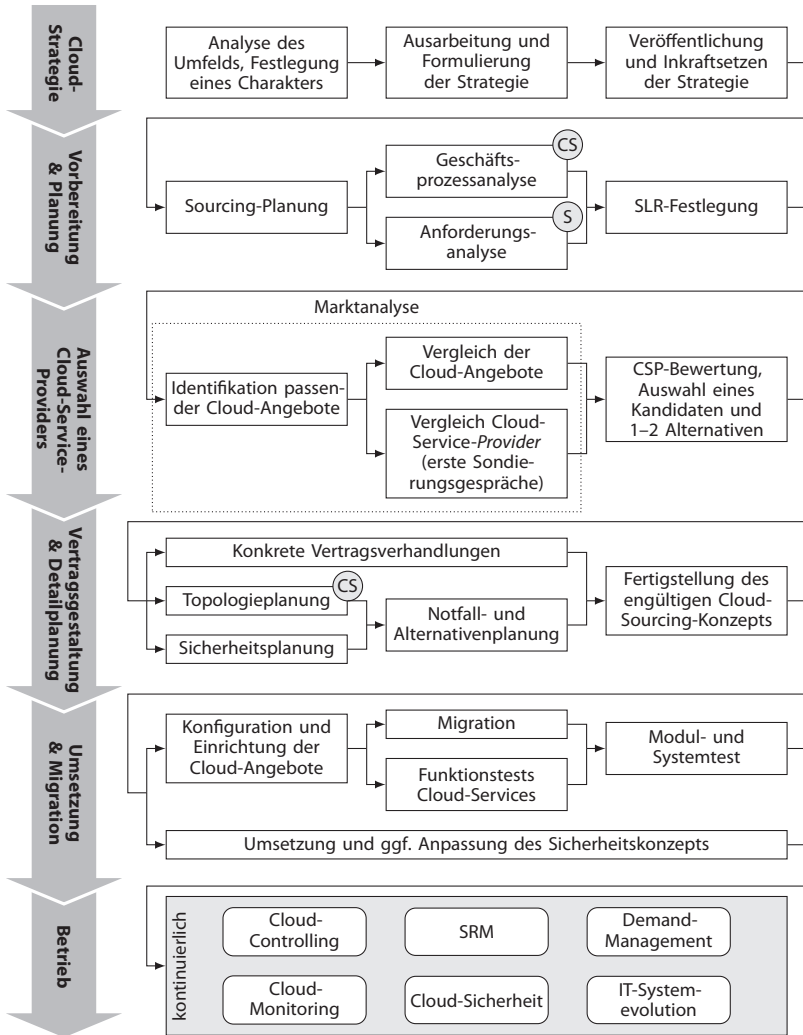 Cloud-
Strategie
Analyse des
Umfelds, Festlegung
eines Charakters
Ausarbeitung und
Formulierung
der Strategie
Veröffentlichung
und Inkraftsetzen
der Strategie
Vorbereitung
& Planung
Sourcing-Planung
CS
Geschäfts-
prozessanalyse
S
Anforderungs-
analyse
SLR-Festlegung
Auswahl eines
Cloud-Service-
Providers
Marktanalyse
Identifikation passen-
der Cloud-Angebote
Vergleich der
Cloud-Angebote
Vergleich Cloud-
Service-Provider
(erste Sondie-
rungsgespräche)
CSP-Bewertung,
Auswahl eines
Kandidaten und
1–2 Alternativen
Vertragsgestaltung
& Detailplanung
Konkrete Vertragsverhandlungen
CS
Topologieplanung
Sicherheitsplanung
Notfall- und
Alternativenplanung
Fertigstellung des
engültigen Cloud-
Sourcing-Konzepts
Umsetzung
& Migration
Konfiguration und
Einrichtung der
Cloud-Angebote
Migration
Funktionstests
Cloud-Services
Modul- und
Systemtest
Umsetzung und ggf. Anpassung des Sicherheitskonzepts
Betrieb
kontinuierlich
Cloud-
Controlling
SRM
Demand-
Management
Cloud-
Monitoring
Cloud-Sicherheit
IT-System-
evolution